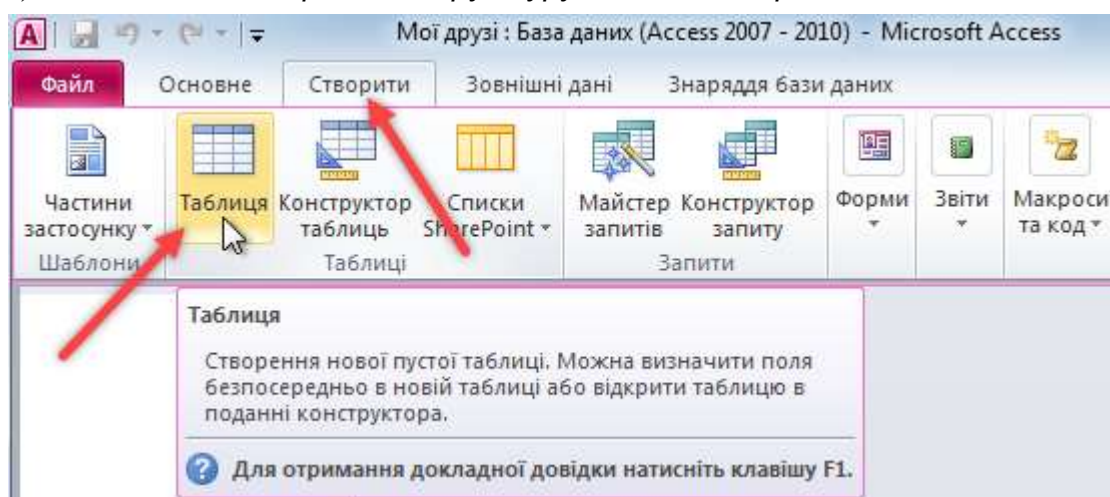 A Мої друзі : База даних (Access 2007 - 2010) - Microsoft Access
Файл Основне Створити Зовнішні дані Знаряддя бази даних
Частини застосунку
Таблиця
Конструктор таблиць
Списки SharePoint
Майстер запитів
Конструктор запиту
Форми
Звіти
Макроси та код
Шаблони Таблиці Запити
Таблиця
Створення нової пустої таблиці. Можна визначити поля
безпосередньо в новій таблиці або відкрити таблицю в
поданні конструктора.
Для отримання докладної довідки натисніть клавішу F1.